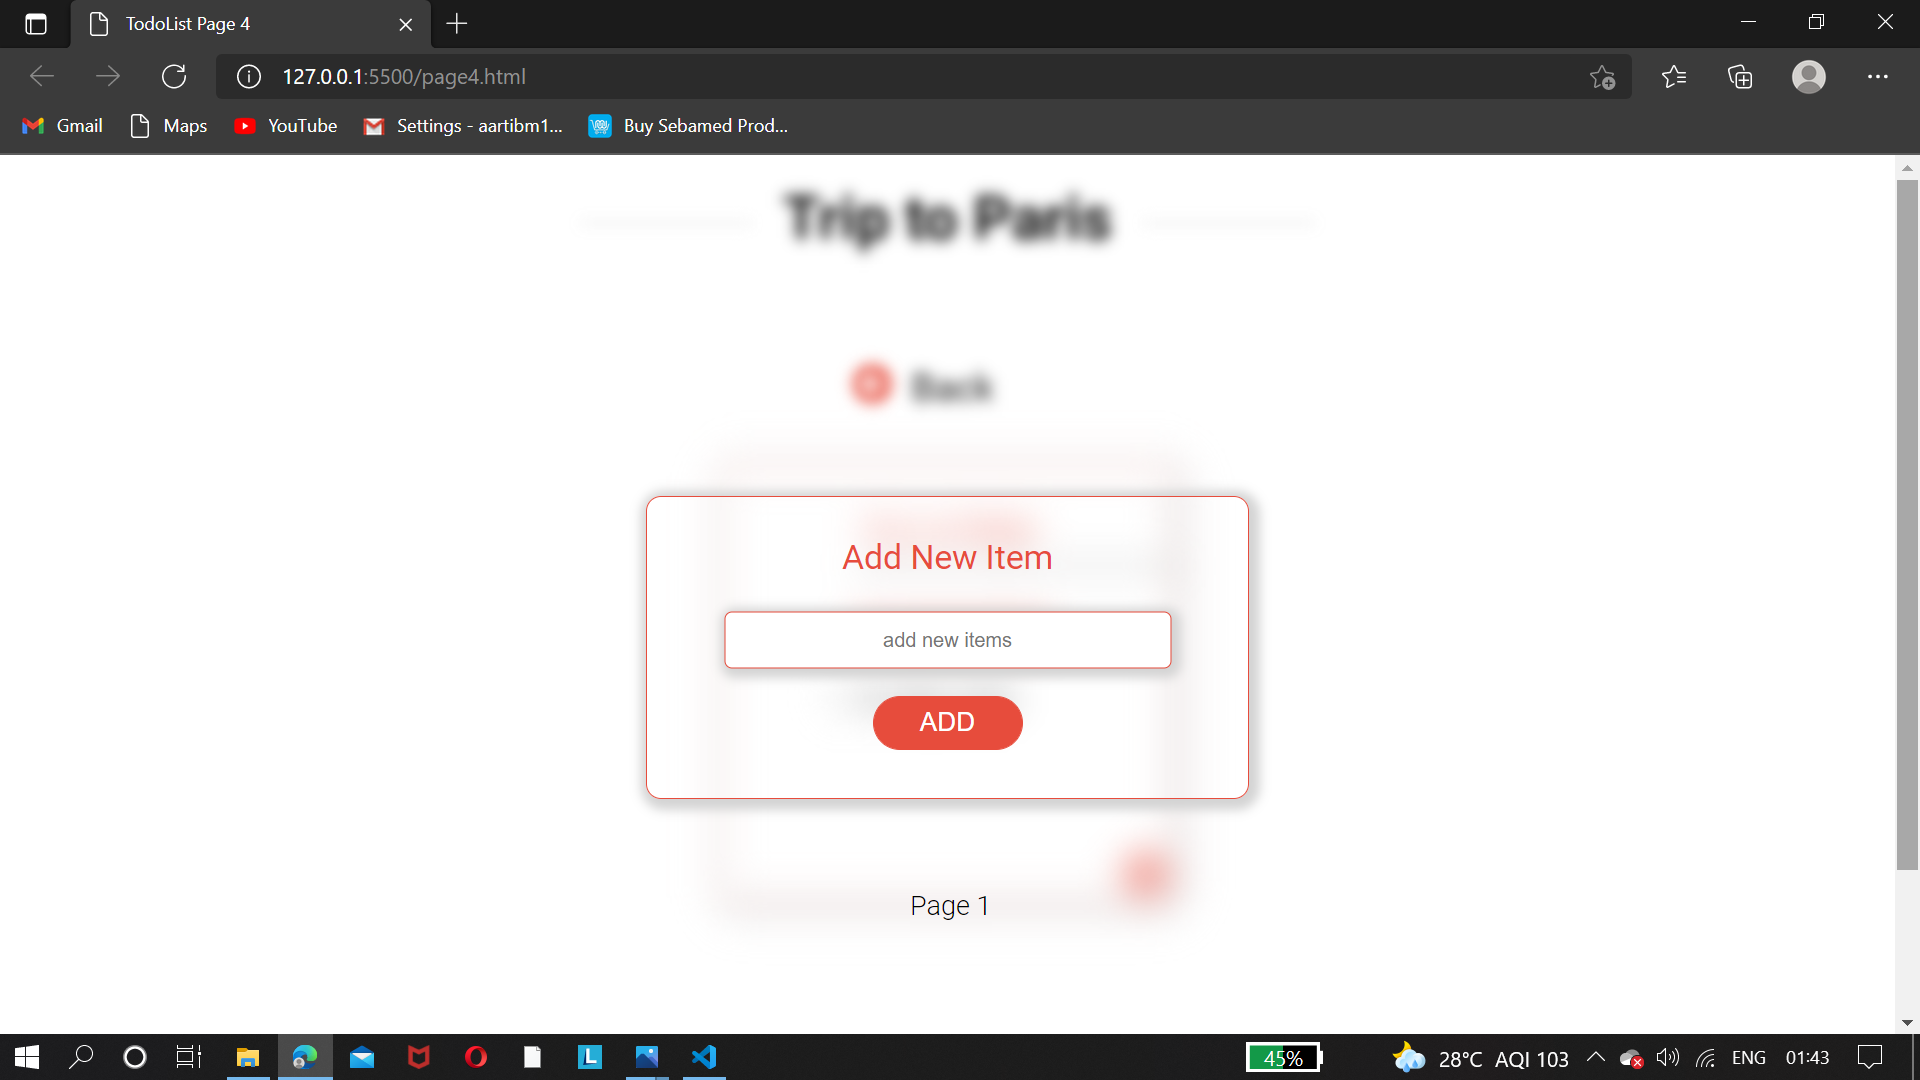 TodoList Page 4
127.0.0.1:5500/page4.html
Gmail Maps YouTube Settings - aartibm1... Buy Sebamed Prod...
Trip to Paris
Back
Add New Item
add new items
ADD
Page 1
45% 28°C AQI 103 ENG 01:43